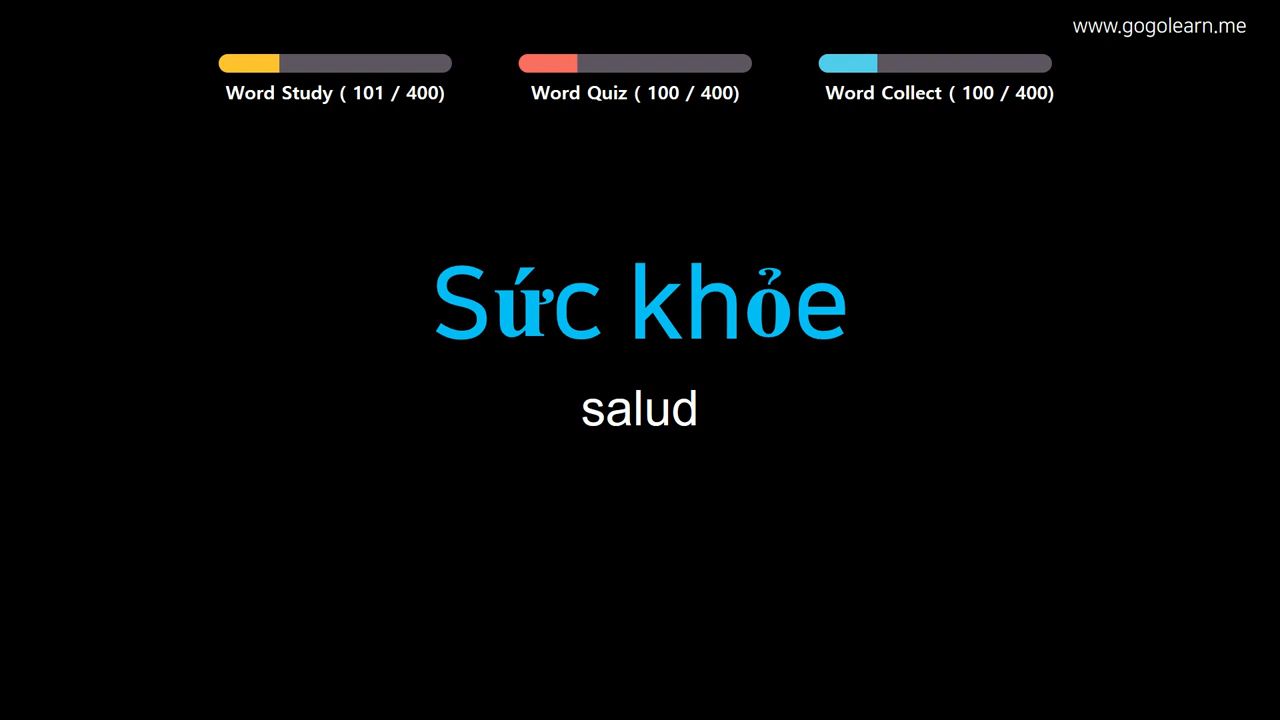 www.gogolearn.me
Word Study ( 101 / 400)
Word Quiz ( 100 / 400)
Word Collect ( 100 / 400)
Sức khỏe
salud